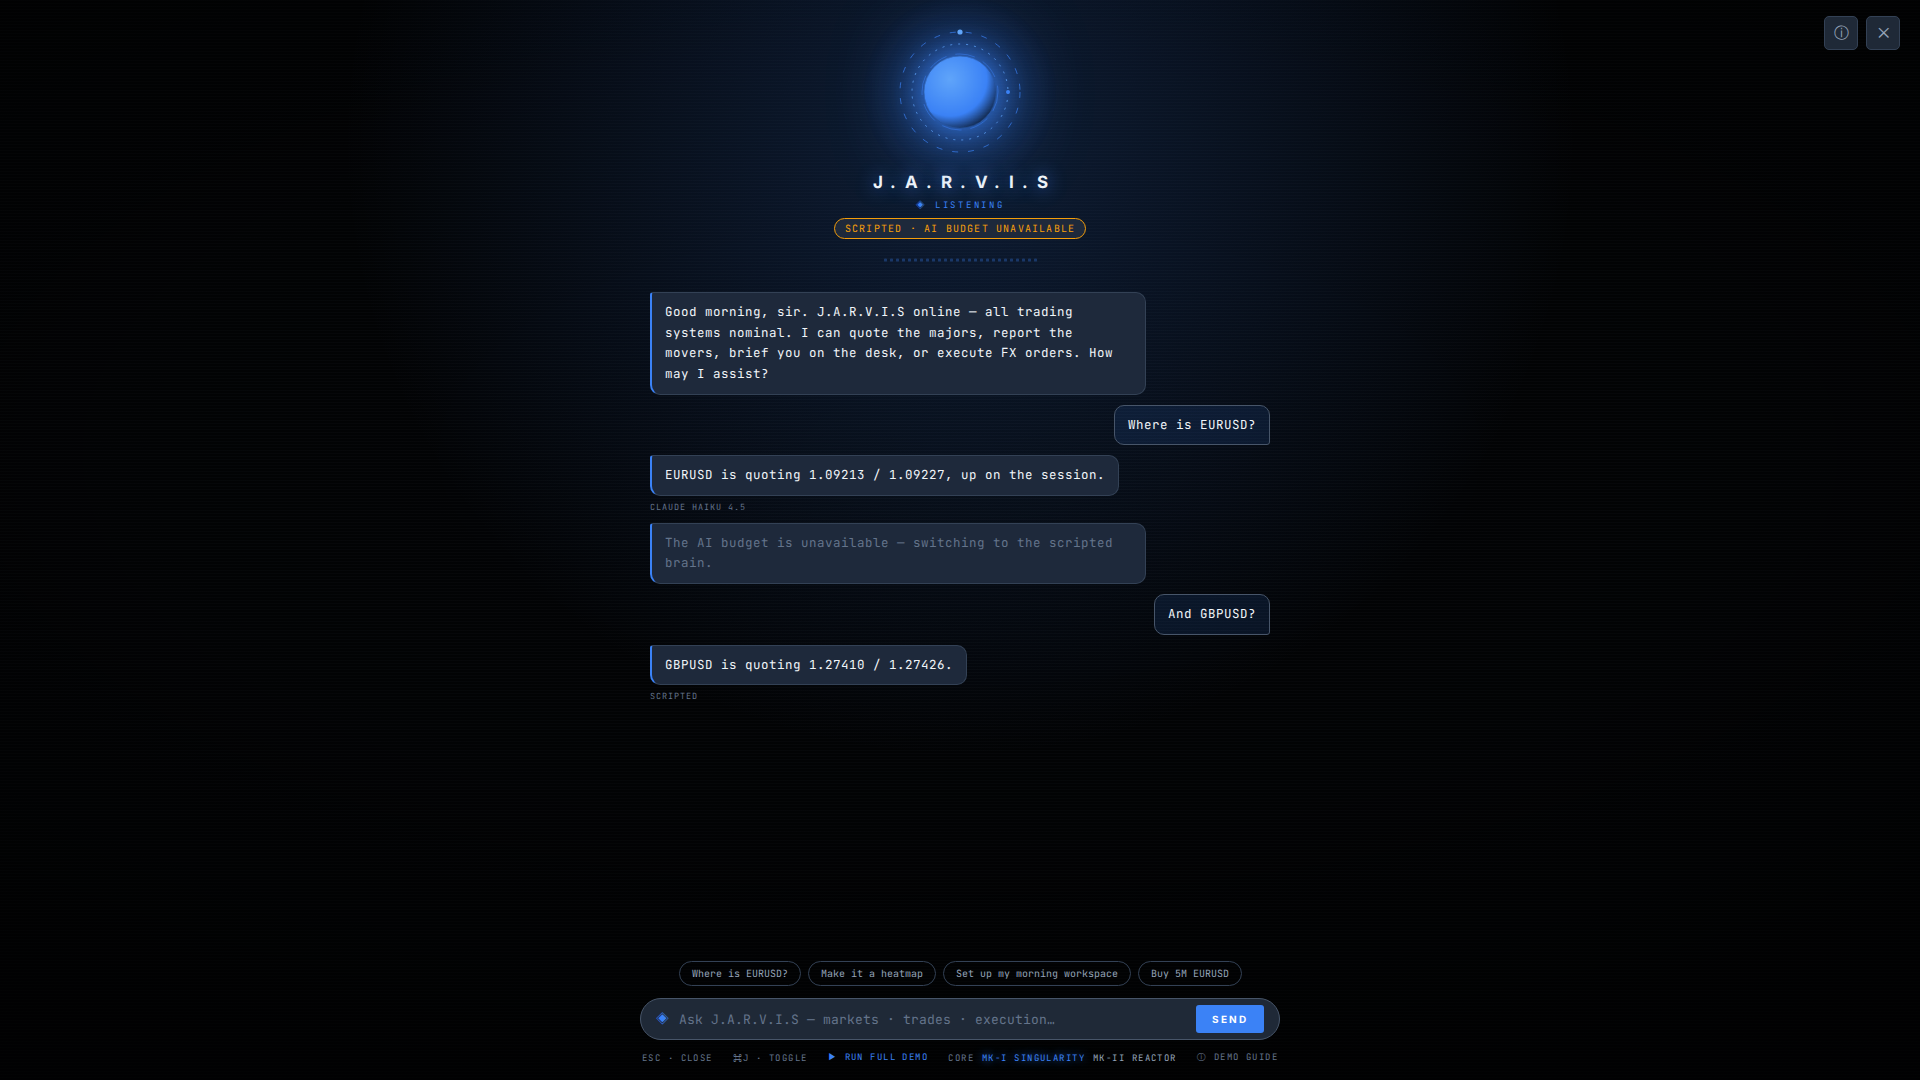 J.A.R.V.I.S
◈ LISTENING
SCRIPTED · AI BUDGET UNAVAILABLE
Good morning, sir. J.A.R.V.I.S online — all trading
systems nominal. I can quote the majors, report the
movers, brief you on the desk, or execute FX orders. How
may I assist?
Where is EURUSD?
EURUSD is quoting 1.09213 / 1.09227, up on the session.
CLAUDE HAIKU 4.5
The AI budget is unavailable — switching to the scripted
brain.
And GBPUSD?
GBPUSD is quoting 1.27410 / 1.27426.
SCRIPTED
Where is EURUSD? Make it a heatmap Set up my morning workspace Buy 5M EURUSD
◈ Ask J.A.R.V.I.S — markets · trades · execution… SEND
ESC · CLOSE ⌘J · TOGGLE ▶ RUN FULL DEMO CORE MK-I SINGULARITY MK-II REACTOR ⓘ DEMO GUIDE